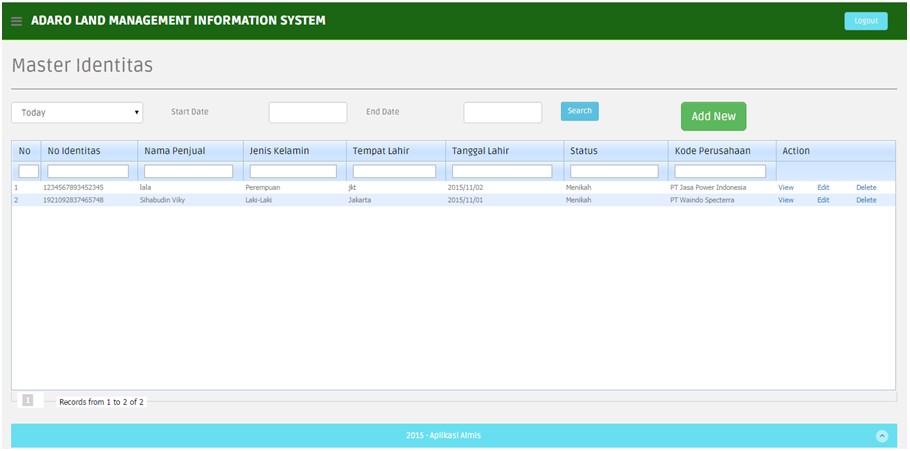 ADARO LAND MANAGEMENT INFORMATION SYSTEM Logout
Master Identitas
Today Start Date End Date Search Add New
No No Identitas Nama Penjual Jenis Kelamin Tempat Lahir Tanggal Lahir Status Kode Perusahaan Action
1 1234567893452345 lala Perempuan jkt 2015/11/02 Menikah PT Jasa Power Indonesia View Edit Delete
2 1921092837465748 Sihabudin Viky Laki-Laki Jakarta 2015/11/01 Menikah PT Waindo Specterra View Edit Delete
1 Records from 1 to 2 of 2
2015 - Aplikasi Almis